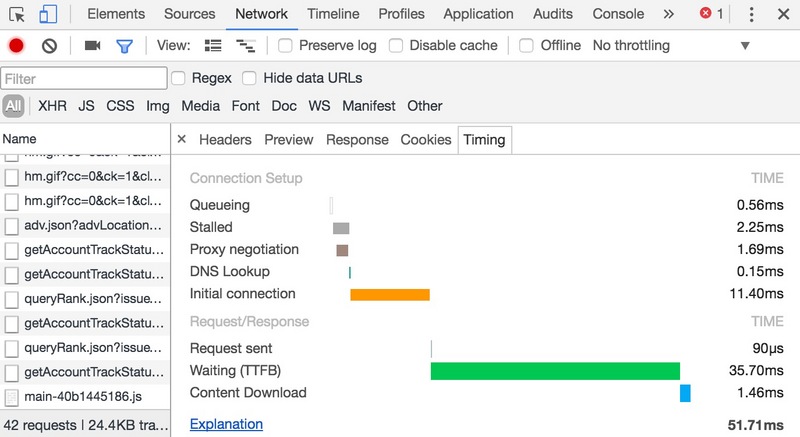 Elements Sources Network Timeline Profiles Application Audits Console » 1
View: Preserve log Disable cache Offline No throttling
Filter Regex Hide data URLs
All XHR JS CSS Img Media Font Doc WS Manifest Other
Name
Headers Preview Response Cookies Timing
hm.gif?cc=0&ck=1&cl...
hm.gif?cc=0&ck=1&cl...
adv.json?advLocation...
getAccountTrackStatu...
getAccountTrackStatu...
queryRank.json?issue...
getAccountTrackStatu...
queryRank.json?issue...
getAccountTrackStatu...
main-40b1445186.js
42 requests | 24.4KB tra...
Connection Setup TIME
Queueing 0.56ms
Stalled 2.25ms
Proxy negotiation 1.69ms
DNS Lookup 0.15ms
Initial connection 11.40ms
Request/Response TIME
Request sent 90µs
Waiting (TTFB) 35.70ms
Content Download 1.46ms
Explanation 51.71ms